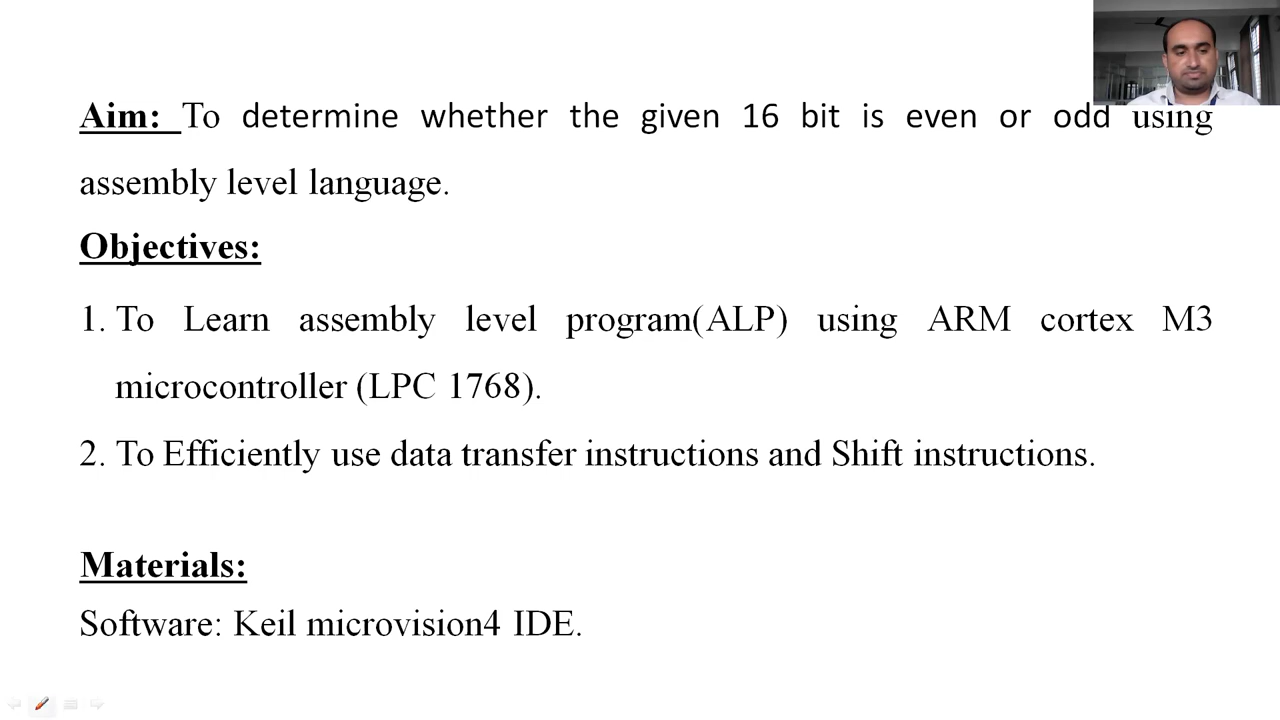 Aim: To determine whether the given 16 bit is even or odd using
assembly level language.
Objectives:
1. To Learn assembly level program(ALP) using ARM cortex M3
microcontroller (LPC 1768).
2. To Efficiently use data transfer instructions and Shift instructions.
Materials:
Software: Keil microvision4 IDE.